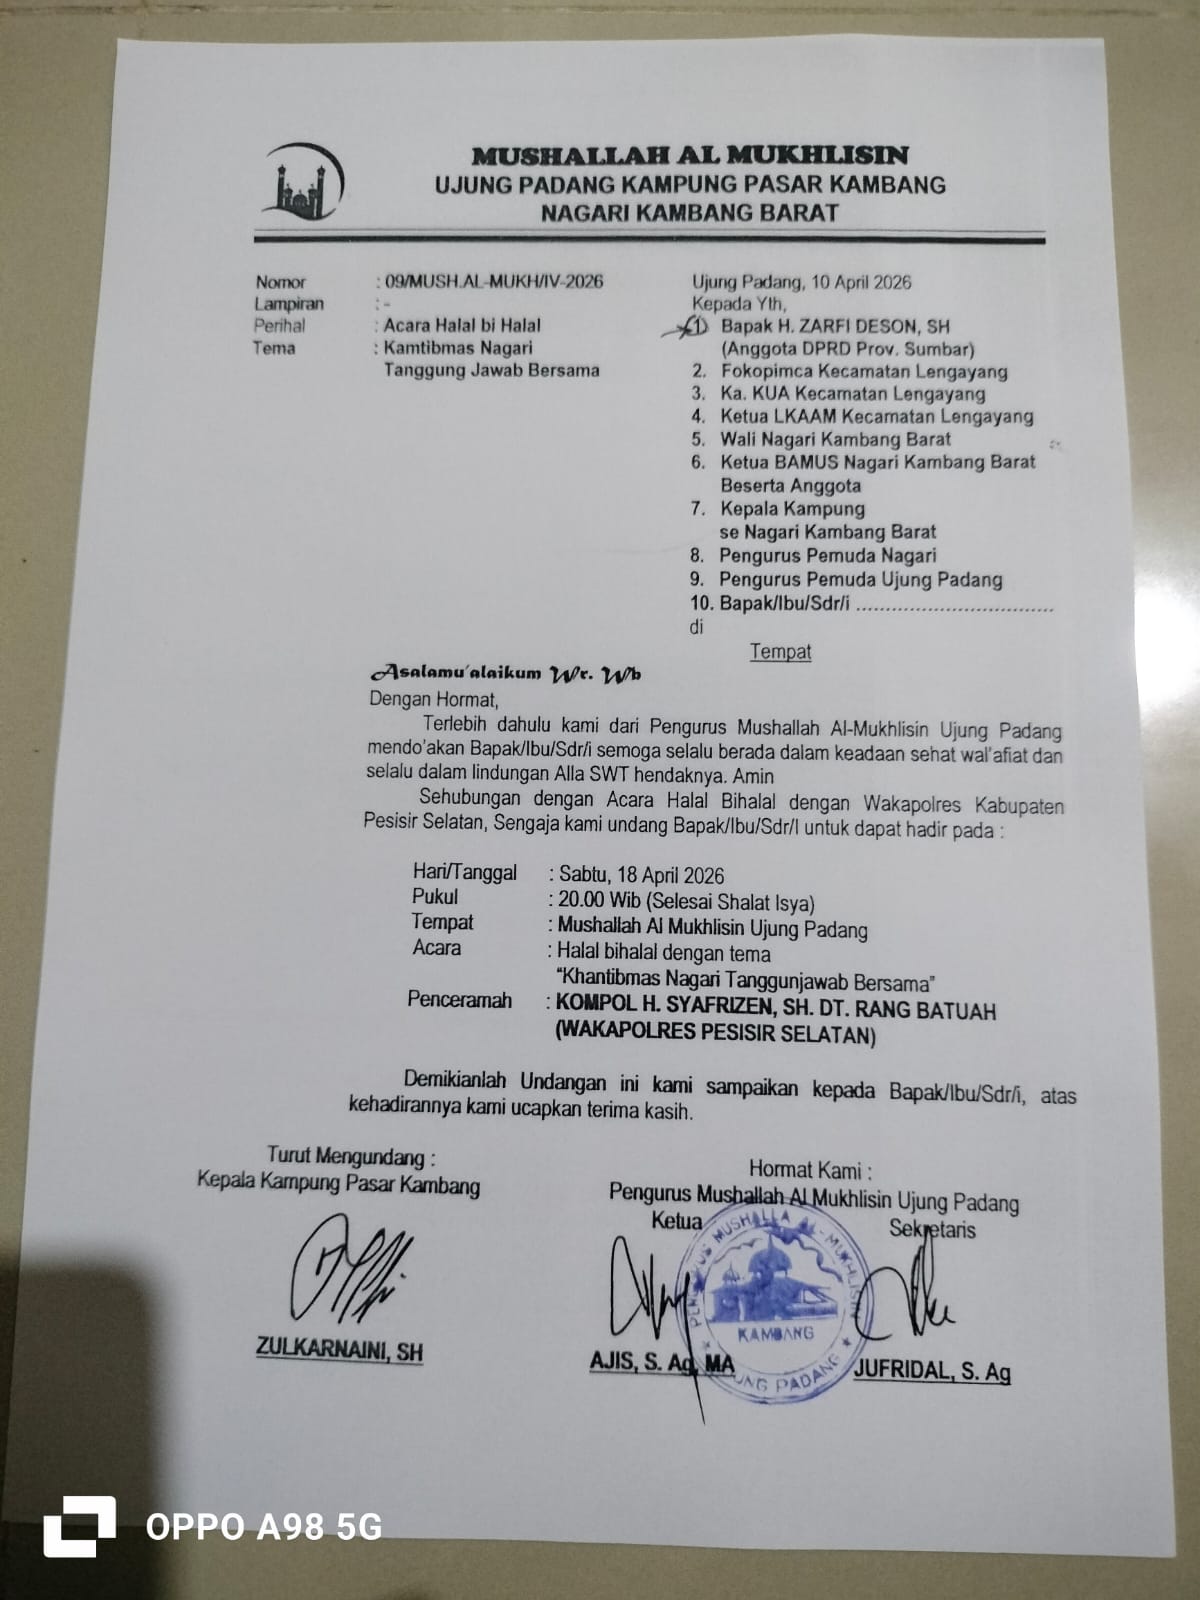 MUSHALLAH AL MUKHLISIN
UJUNG PADANG KAMPUNG PASAR KAMBANG
NAGARI KAMBANG BARAT
Nomor : 09/MUSH.AL-MUKH/IV-2026
Lampiran : -
Perihal : Acara Halal bi Halal
Tema : Kamtibmas Nagari
Tanggung Jawab Bersama
Ujung Padang, 10 April 2026
Kepada Yth,
1 Bapak H. ZARFI DESON, SH
(Anggota DPRD Prov. Sumbar)
2. Fokopimca Kecamatan Lengayang
3. Ka. KUA Kecamatan Lengayang
4. Ketua LKAAM Kecamatan Lengayang
5. Wali Nagari Kambang Barat
6. Ketua BAMUS Nagari Kambang Barat
Beserta Anggota
7. Kepala Kampung
se Nagari Kambang Barat
8. Pengurus Pemuda Nagari
9. Pengurus Pemuda Ujung Padang
10. Bapak/Ibu/Sdr/i ..................................
di
Tempat
Asalamu'alaikum Wr. Wb
Dengan Hormat,
Terlebih dahulu kami dari Pengurus Mushallah Al-Mukhlisin Ujung Padang
mendo'akan Bapak/Ibu/Sdr/i semoga selalu berada dalam keadaan sehat wal'afiat dan
selalu dalam lindungan Alla SWT hendaknya. Amin
Sehubungan dengan Acara Halal Bihalal dengan Wakapolres Kabupaten
Pesisir Selatan, Sengaja kami undang Bapak/Ibu/Sdr/I untuk dapat hadir pada :
Hari/Tanggal : Sabtu, 18 April 2026
Pukul : 20.00 Wib (Selesai Shalat Isya)
Tempat : Mushallah Al Mukhlisin Ujung Padang
Acara : Halal bihalal dengan tema
"Khantibmas Nagari Tanggunjawab Bersama"
Penceramah : KOMPOL H. SYAFRIZEN, SH. DT. RANG BATUAH
(WAKAPOLRES PESISIR SELATAN)
Demikianlah Undangan ini kami sampaikan kepada Bapak/Ibu/Sdr/i, atas
kehadirannya kami ucapkan terima kasih.
Turut Mengundang :
Kepala Kampung Pasar Kambang
ZULKARNAINI, SH
Hormat Kami :
Pengurus Mushallah Al Mukhlisin Ujung Padang
Ketua Sekretaris
PENGURUS MUSHALLA AL-MUKHLISIN
KAMBANG
UJUNG PADANG
AJIS, S. Ag, MA JUFRIDAL, S. Ag
OPPO A98 5G